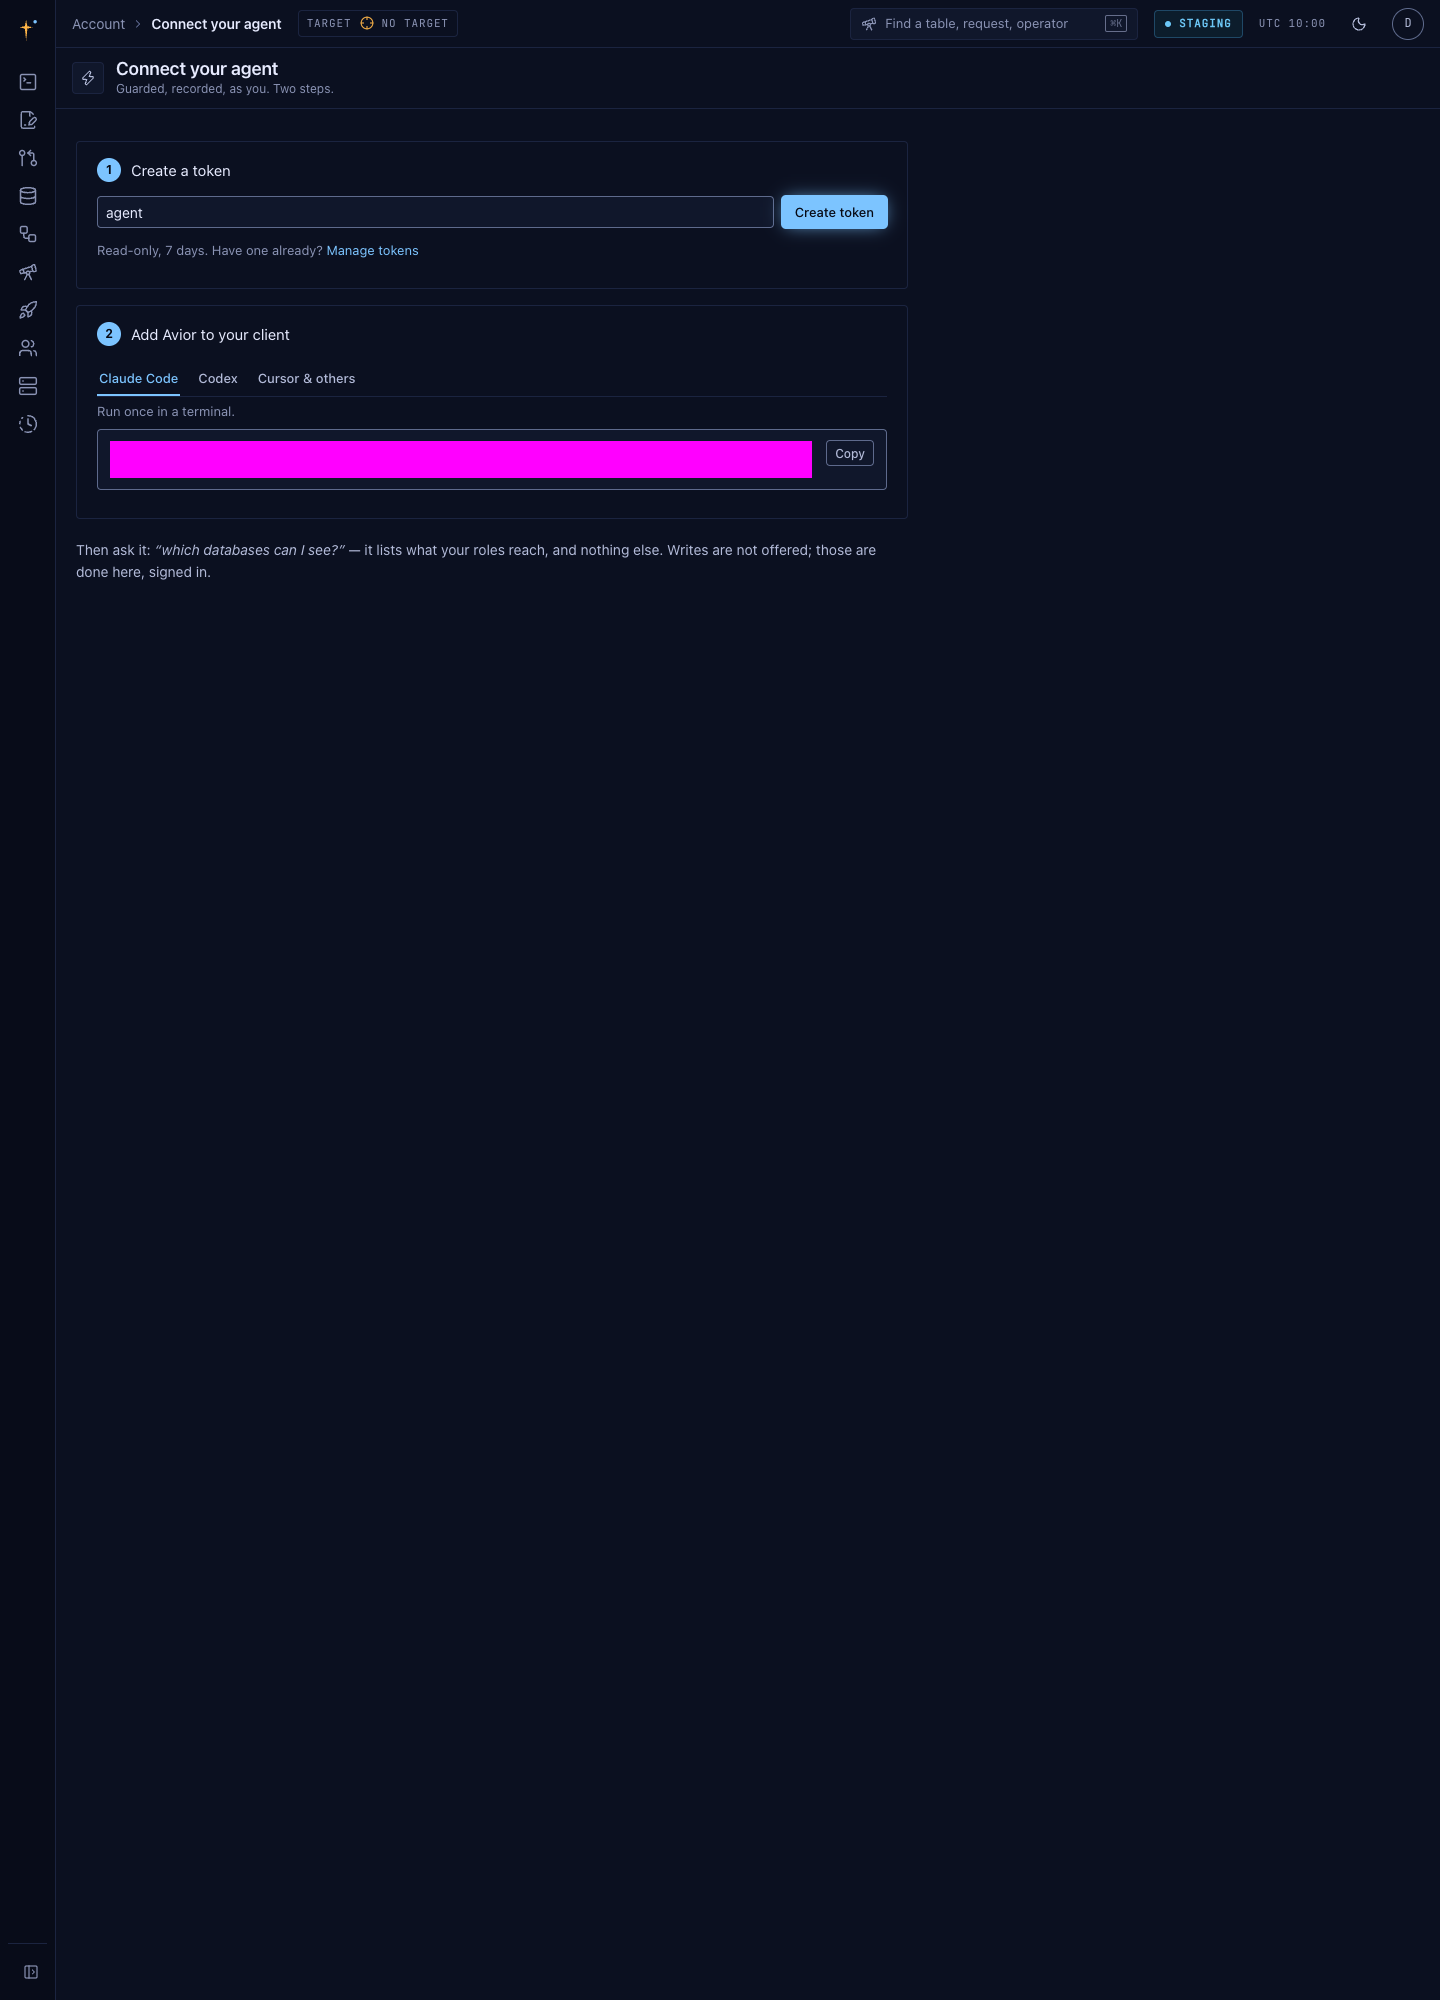 Account
Connect your agent
TARGET NO TARGET
Find a table, request, operator
⌘K
STAGING
UTC 10:00
D
Connect your agent
Guarded, recorded, as you. Two steps.
1 Create a token
agent
Create token
Read-only, 7 days. Have one already? Manage tokens
2 Add Avior to your client
Claude Code
Codex
Cursor & others
Run once in a terminal.
Copy
Then ask it: “which databases can I see?” — it lists what your roles reach, and nothing else. Writes are not offered; those are
done here, signed in.